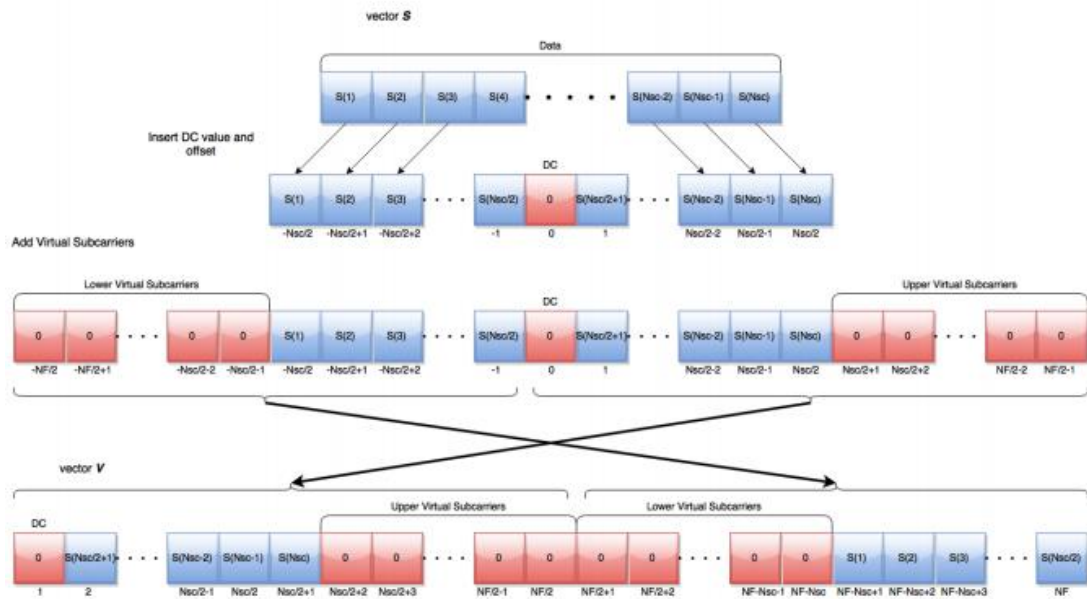 vector S
Data
S(1) S(2) S(3) S(4) S(Nsc-2) S(Nsc-1) S(Nsc)
Insert DC value and
offset
DC
S(1) S(2) S(3) S(Nsc/2) 0 S(Nsc/2+1) S(Nsc-2) S(Nsc-1) S(Nsc)
-Nsc/2 -Nsc/2+1 -Nsc/2+2 -1 0 1 Nsc/2-2 Nsc/2-1 Nsc/2
Add Virtual Subcarriers
Lower Virtual Subcarriers DC Upper Virtual Subcarriers
0 0 0 0 S(1) S(2) S(3) S(Nsc/2) 0 S(Nsc/2+1) S(Nsc-2) S(Nsc-1) S(Nsc) 0 0 0 0
-NF/2 -NF/2+1 -Nsc/2-2 -Nsc/2-1 -Nsc/2 -Nsc/2+1 -Nsc/2+2 -1 0 1 Nsc/2-2 Nsc/2-1 Nsc/2 Nsc/2+1 Nsc/2+2 NF/2-2 NF/2-1
vector V
Upper Virtual Subcarriers Lower Virtual Subcarriers
DC
0 S(Nsc/2+1) S(Nsc-2) S(Nsc-1) S(Nsc) 0 0 0 0 0 0 0 0 S(1) S(2) S(3) S(Nsc/2)
1 2 Nsc/2-1 Nsc/2 Nsc/2+1 Nsc/2+2 Nsc/2+3 NF/2-1 NF/2 NF/2+1 NF/2+2 NF-Nsc-1 NF-Nsc NF-Nsc+1 NF-Nsc+2 NF-Nsc+3 NF